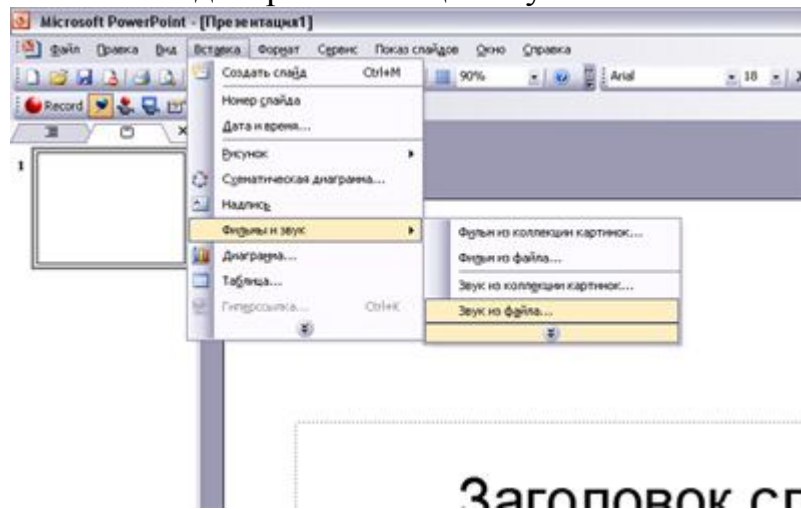 Microsoft PowerPoint - [Презентация1]
Файл Правка Вид Вставка Формат Сервис Показ слайдов Окно Справка
90% Arial 18
Record
Создать слайд Ctrl+M
Номер слайда
Дата и время...
Рисунок
Схематическая диаграмма...
Надпись
Фильмы и звук
Диаграмма...
Таблица...
Гиперссылка... Ctrl+K
Фильм из коллекции картинок...
Фильм из файла...
Звук из коллекции картинок...
Звук из файла...
1
Заголовок сл